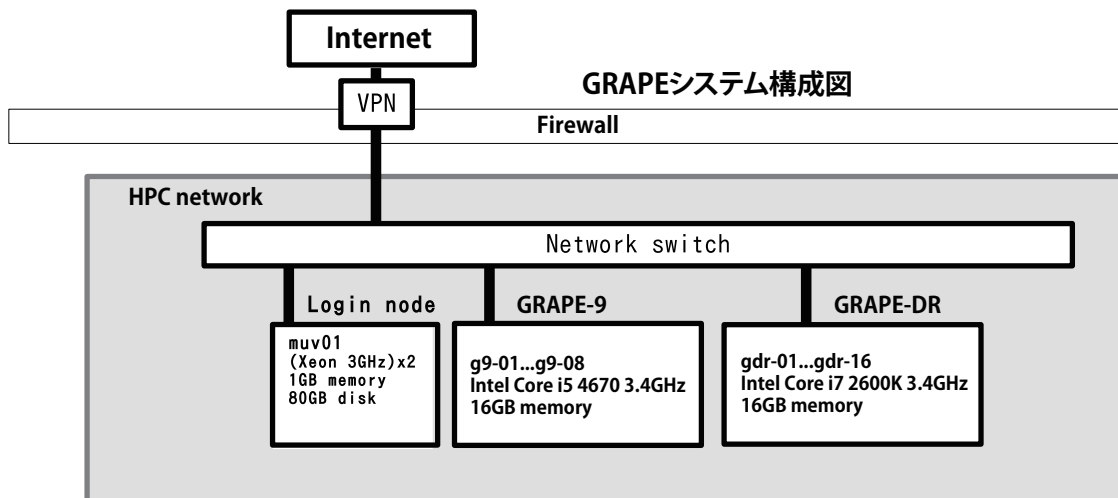 Internet
GRAPEシステム構成図
VPN
Firewall
HPC network
Network switch
Login node
muv01
(Xeon 3GHz)x2
1GB memory
80GB disk
GRAPE-9
g9-01...g9-08
Intel Core i5 4670 3.4GHz
16GB memory
GRAPE-DR
gdr-01...gdr-16
Intel Core i7 2600K 3.4GHz
16GB memory